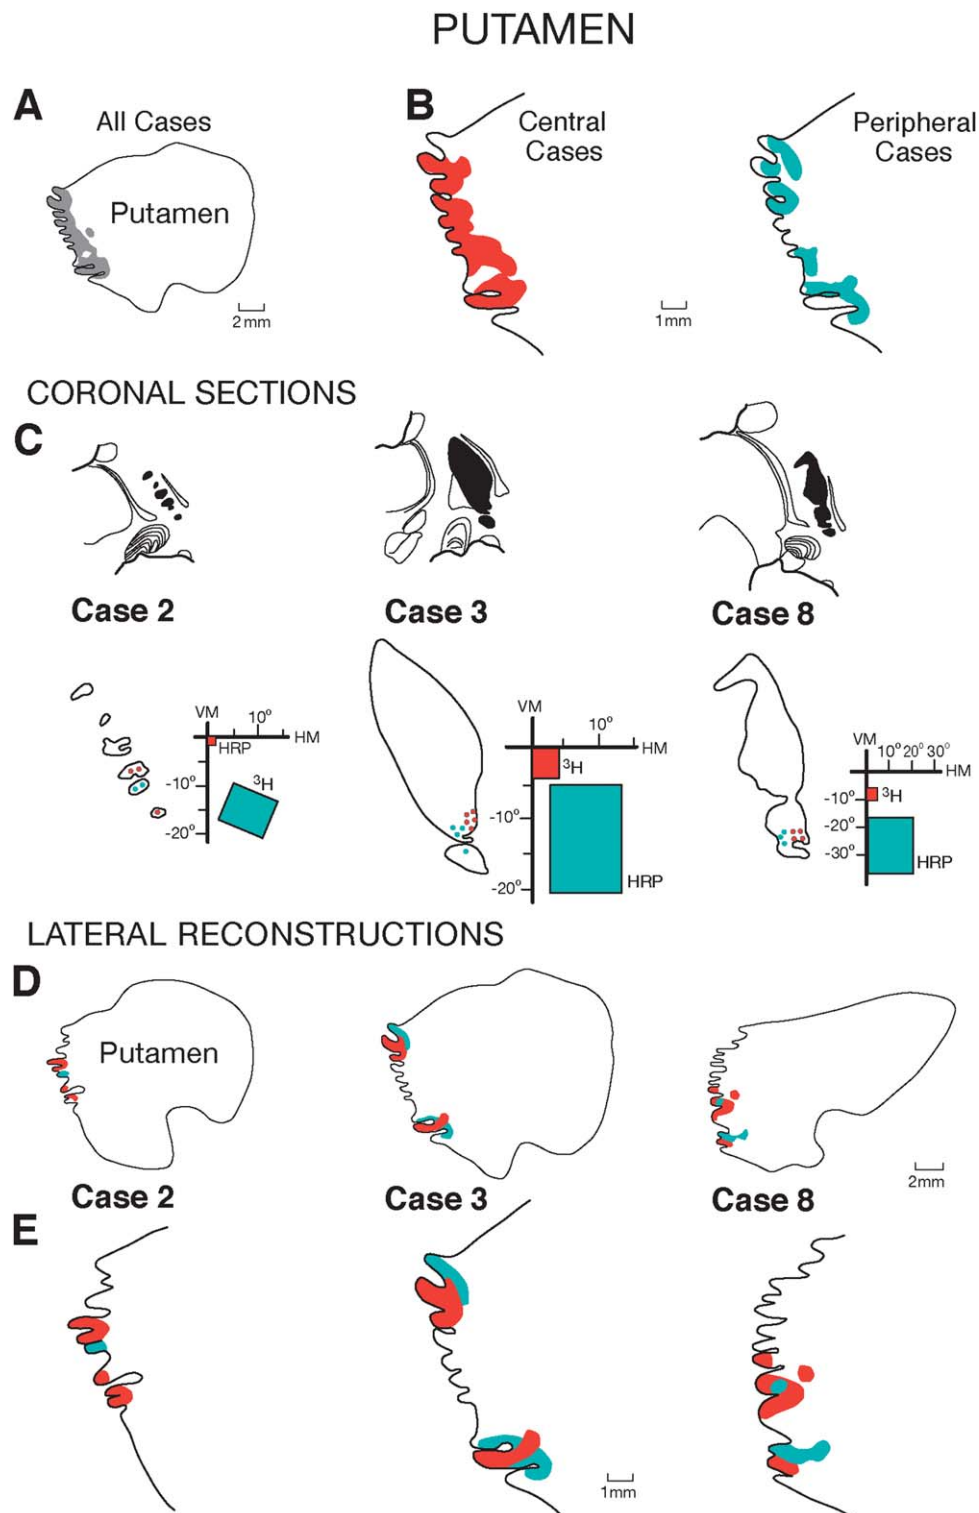 PUTAMEN
A
All Cases
Putamen
2mm
B
Central
Cases
1mm
Peripheral
Cases
CORONAL SECTIONS
C
Case 2
Case 3
Case 8
VM
10°
HM
HRP
³H
-10°
-20°
VM
10°
HM
³H
-10°
-20°
HRP
VM
10° 20° 30°
HM
³H
-10°
-20°
-30°
HRP
LATERAL RECONSTRUCTIONS
D
Putamen
2mm
Case 2
Case 3
Case 8
E
1mm